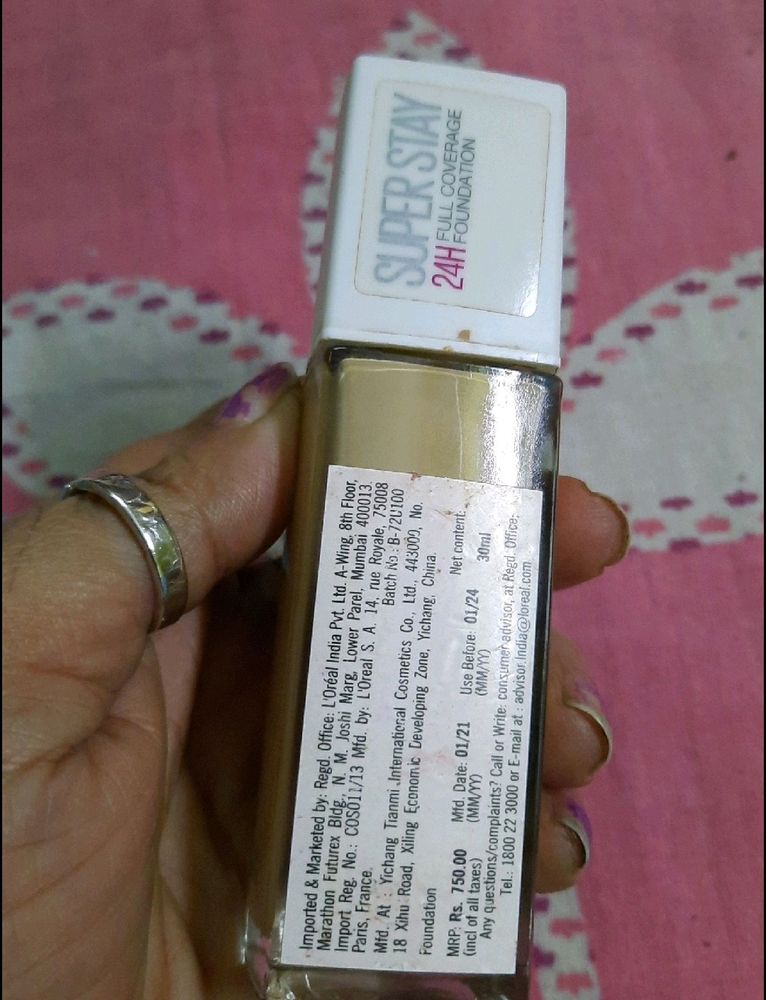 SUPERSTAY
24H FULL COVERAGE
FOUNDATION
Imported & Marketed by: Regd. Office: L'Oréal India Pvt. Ltd. A-Wing, 8th Floor,
Marathon Futurex Bldg., N. M. Joshi Marg, Lower Parel, Mumbai 400013.
Import Reg. No.: COS011/13 Mfd. by: L'Oreal S. A. 14, rue Royale, 75008
Paris, France. Batch No : B-72U100
Mfd. At : Yichang Tianmi International Cosmetics Co., Ltd., 443000, No.
18 Xihu Road, Xiling Economic Developing Zone, Yichang, China.
Foundation Net content:
MRP: Rs. 750.00 Mfd. Date: 01/21 Use Before: 01/24 30ml
(incl of all taxes) (MM/YY) (MM/YY)
Any questions/complaints? Call or Write: consumer advisor, at Regd. Office;
Tel.: 1800 22 3000 or E-mail at : advisor.India@loreal.com